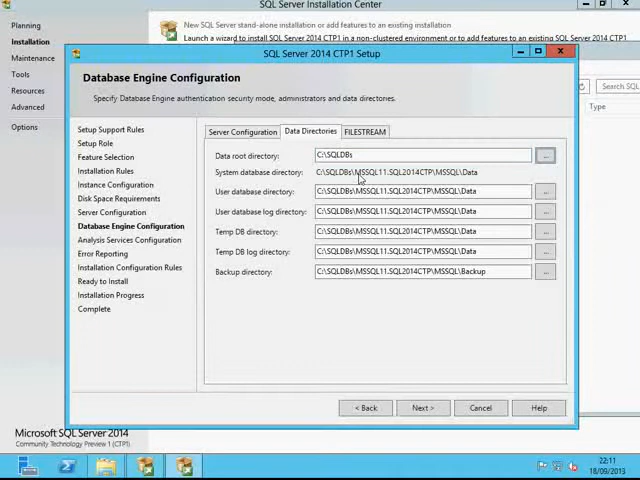 SQL Server Installation Center
Planning
Installation
Maintenance
Tools
Resources
Advanced
Options
New SQL Server stand-alone installation or add features to an existing installation
Launch a wizard to install SQL Server 2014 CTP1 in a non-clustered environment or to add features to an existing SQL Server 2014 CTP1
Search SQL
Type
SQL Server 2014 CTP1 Setup
Database Engine Configuration
Specify Database Engine authentication security mode, administrators and data directories.
Setup Support Rules
Setup Role
Feature Selection
Installation Rules
Instance Configuration
Disk Space Requirements
Server Configuration
Database Engine Configuration
Analysis Services Configuration
Error Reporting
Installation Configuration Rules
Ready to Install
Installation Progress
Complete
Server Configuration Data Directories FILESTREAM
Data root directory: C:\SQLDBs ...
System database directory: C:\SQLDBs\MSSQL11.SQL2014CTP\MSSQL\Data
User database directory: C:\SQLDBs\MSSQL11.SQL2014CTP\MSSQL\Data ...
User database log directory: C:\SQLDBs\MSSQL11.SQL2014CTP\MSSQL\Data ...
Temp DB directory: C:\SQLDBs\MSSQL11.SQL2014CTP\MSSQL\Data ...
Temp DB log directory: C:\SQLDBs\MSSQL11.SQL2014CTP\MSSQL\Data ...
Backup directory: C:\SQLDBs\MSSQL11.SQL2014CTP\MSSQL\Backup ...
< Back Next > Cancel Help
Microsoft SQL Server 2014
Community Technology Preview 1 (CTP1)
22:11
18/09/2013